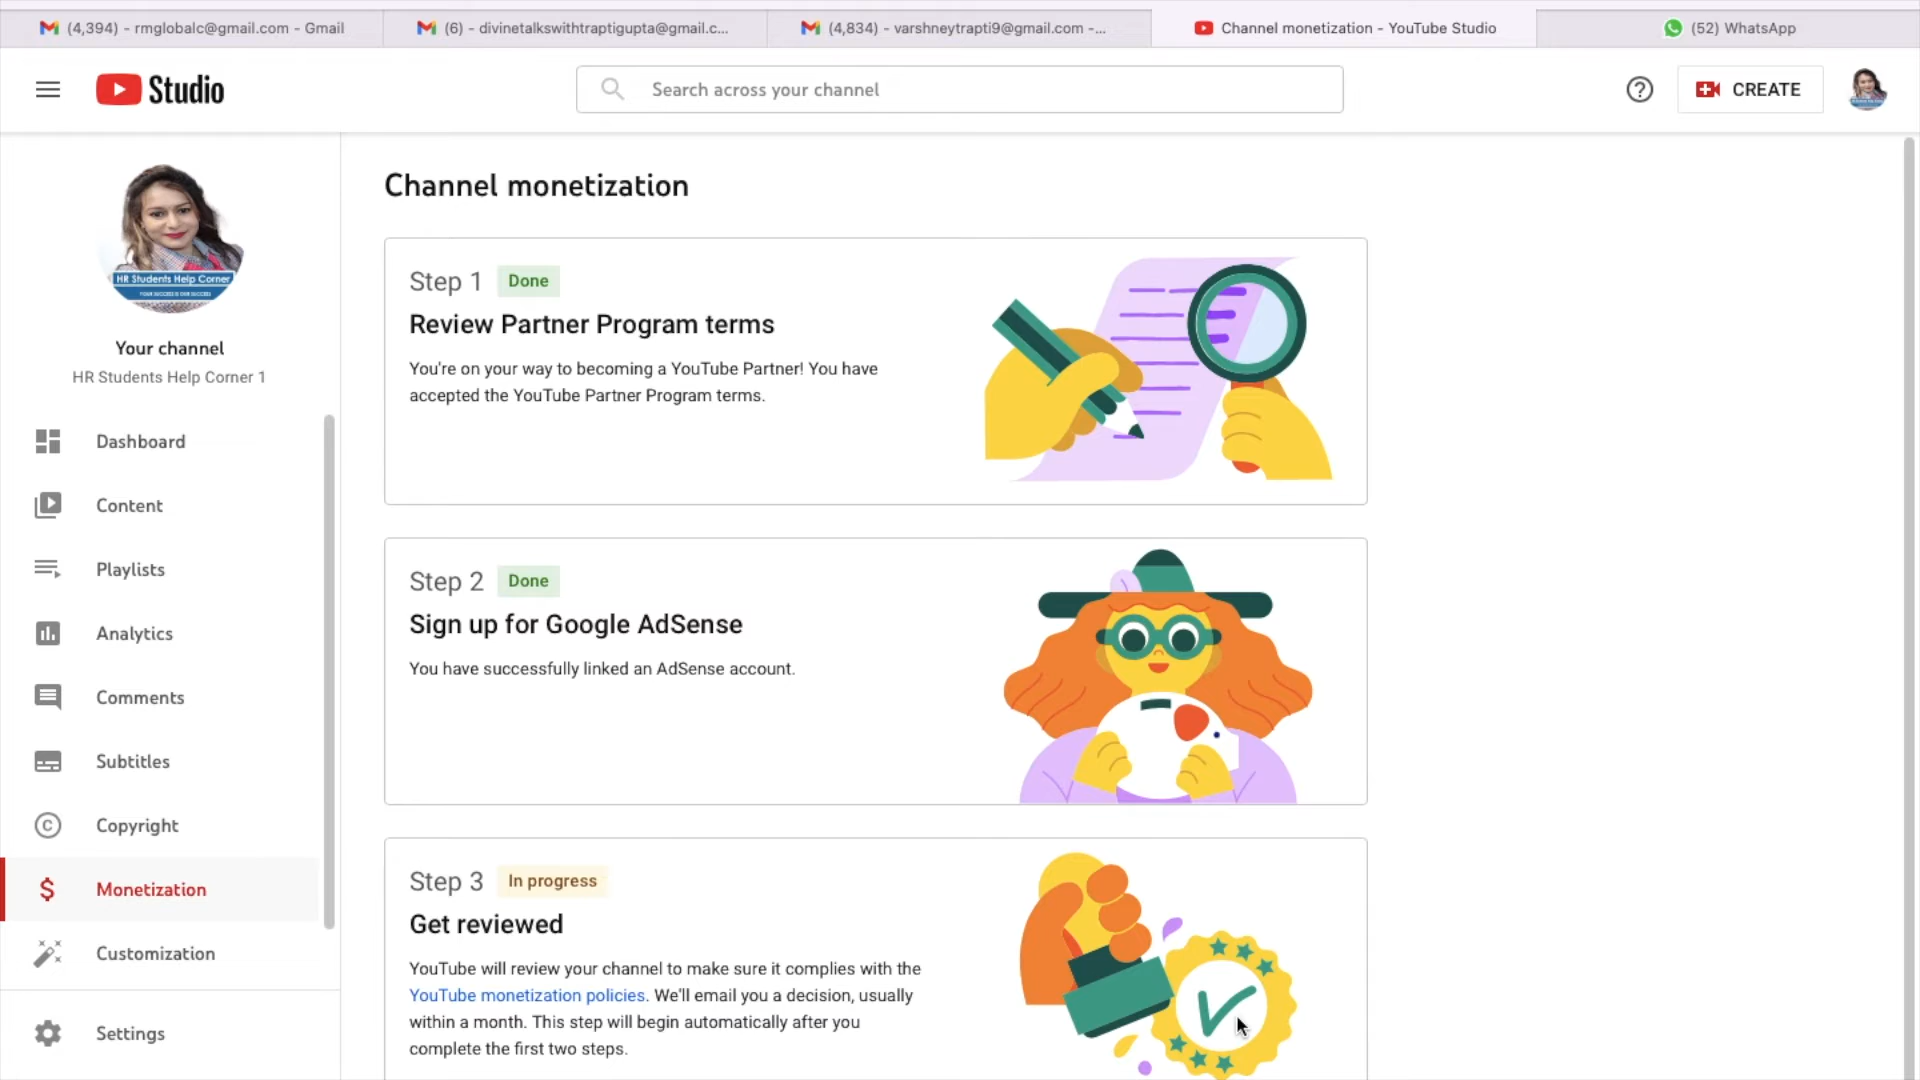 (4,394) - rmglobalc@gmail.com - Gmail
(6) - divinetalkswithtraptigupta@gmail.c...
(4,834) - varshneytrapti9@gmail.com -...
Channel monetization - YouTube Studio
(52) WhatsApp
Studio
Search across your channel
CREATE
HR Students Help Corner
YOUR SUCCESS IS OUR SUCCESS
Your channel
HR Students Help Corner 1
Dashboard
Content
Playlists
Analytics
Comments
Subtitles
Copyright
Monetization
Customization
Settings
Channel monetization
Step 1 Done
Review Partner Program terms
You're on your way to becoming a YouTube Partner! You have
accepted the YouTube Partner Program terms.
Step 2 Done
Sign up for Google AdSense
You have successfully linked an AdSense account.
Step 3 In progress
Get reviewed
YouTube will review your channel to make sure it complies with the
YouTube monetization policies. We'll email you a decision, usually
within a month. This step will begin automatically after you
complete the first two steps.